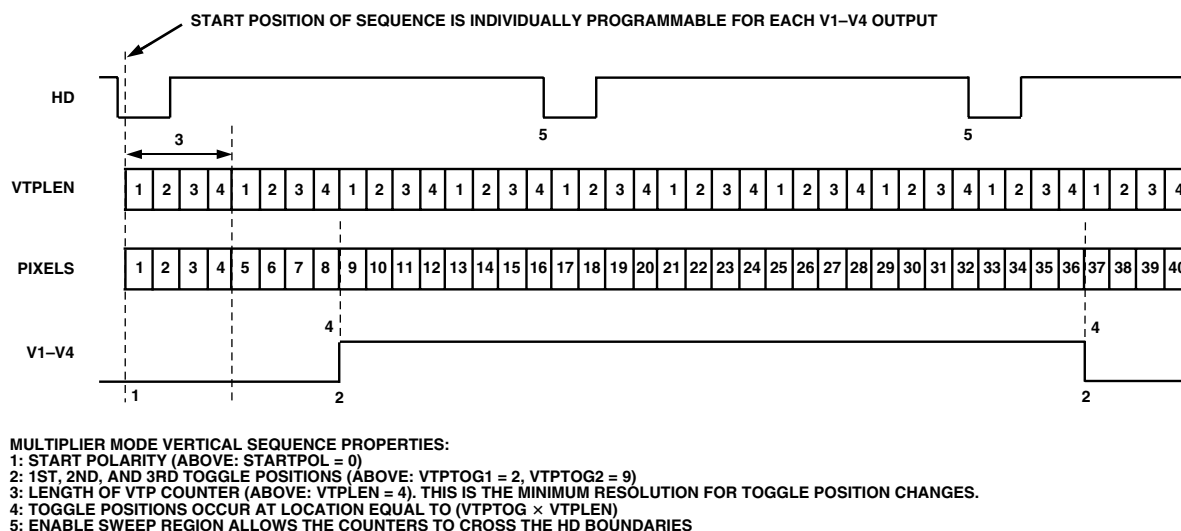 START POSITION OF SEQUENCE IS INDIVIDUALLY PROGRAMMABLE FOR EACH V1–V4 OUTPUT
HD
5 5
3
VTPLEN 1 2 3 4 1 2 3 4 1 2 3 4 1 2 3 4 1 2 3 4 1 2 3 4 1 2 3 4 1 2 3 4 1 2 3 4 1 2 3 4
PIXELS 1 2 3 4 5 6 7 8 9 10 11 12 13 14 15 16 17 18 19 20 21 22 23 24 25 26 27 28 29 30 31 32 33 34 35 36 37 38 39 40
4 4
V1–V4
1 2 2
MULTIPLIER MODE VERTICAL SEQUENCE PROPERTIES:
1: START POLARITY (ABOVE: STARTPOL = 0)
2: 1ST, 2ND, AND 3RD TOGGLE POSITIONS (ABOVE: VTPTOG1 = 2, VTPTOG2 = 9)
3: LENGTH OF VTP COUNTER (ABOVE: VTPLEN = 4). THIS IS THE MINIMUM RESOLUTION FOR TOGGLE POSITION CHANGES.
4: TOGGLE POSITIONS OCCUR AT LOCATION EQUAL TO (VTPTOG × VTPLEN)
5: ENABLE SWEEP REGION ALLOWS THE COUNTERS TO CROSS THE HD BOUNDARIES